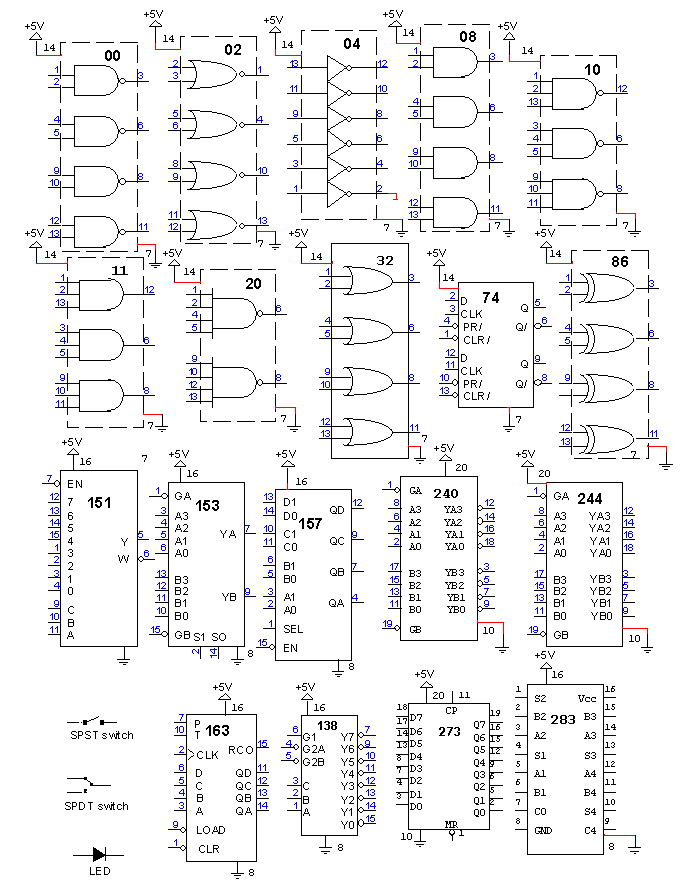 +5V +5V +5V +5V +5V
14 00 14 02 14 04 14 08 14 10
1 2 3
4 5 6
9 10 8
12 13 11
7
2 3 1
5 6 4
8 9 10
11 12 13
7
13 12
11 10
9 8
5 6
3 4
1 2
7
1 2 3
4 5 6
9 10 8
12 13 11
7
1 2 13 12
3 4 5 6
9 10 11 8
7
+5V +5V +5V +5V +5V
14 11 14 20 14 32 14 74 14 86
1 2 13 12
3 4 5 6
9 10 11 8
7
1 2 4 5 6
9 10 12 13 8
7
1 2 3
4 5 6
9 10 8
12 13 11
7
2 D Q 5
3 CLK
4 PR/ Q/ 6
1 CLR/
12 D Q 9
11 CLK
10 PR/ Q/ 8
13 CLR/
7
1 2 3
4 5 6
9 10 8
12 13 11
7
+5V
16 7
7 EN 151
12 7
13 6
14 5
15 4
1 3 Y 5
2 2 W 6
3 1
4 0
9 C
10 B
11 A
8
+5V
16
1 GA 153
3 A3
4 A2
5 A1 YA 7
6 A0
13 B3
12 B2
11 B1 YB 9
10 B0
15 GB S1 S0
2 14 8
+5V
16
13 D1 QD 12
14 D0 157
10 C1
11 C0 QC 9
6 B1
5 B0 QB 7
3 A1
2 A0 QA 4
1 SEL
15 EN
8
+5V
20
1 GA 240
8 A3 YA3 12
6 A2 YA2 14
4 A1 YA1 16
2 A0 YA0 18
17 B3 YB3 3
15 B2 YB2 5
13 B1 YB1 7
11 B0 YB0 9
19 GB 10
+5V
20
1 GA 244
8 A3 YA3 12
6 A2 YA2 14
4 A1 YA1 16
2 A0 YA0 18
17 B3 YB3 3
15 B2 YB2 5
13 B1 YB1 7
11 B0 YB0 9
19 GB 10
SPST switch
SPDT switch
LED
+5V
16
7 P 163
10 T
2 CLK RCO 15
6 D QD 11
5 C QC 12
4 B QB 13
3 A QA 14
9 LOAD
1 CLR
8
+5V
16
138
6 G1 Y7 7
4 G2A Y6 9
5 G2B Y5 10
Y4 11
3 C Y3 12
2 B Y2 13
1 A Y1 14
Y0 15
8
+5V
20 11
CP
18 D7 Q7 19
17 D6 273 Q6 16
14 D5 Q5 15
13 D4 Q4 12
8 D3 Q3 9
7 D2 Q2 6
4 D1 Q1 5
3 D0 Q0 2
10 MR 1
+5V
16
1 S2 Vcc 16
2 B2 283 B3 15
3 A2 A3 14
4 S1 S3 13
5 A1 A4 12
6 B1 B4 11
7 C0 S4 10
8 GND C4 9
8